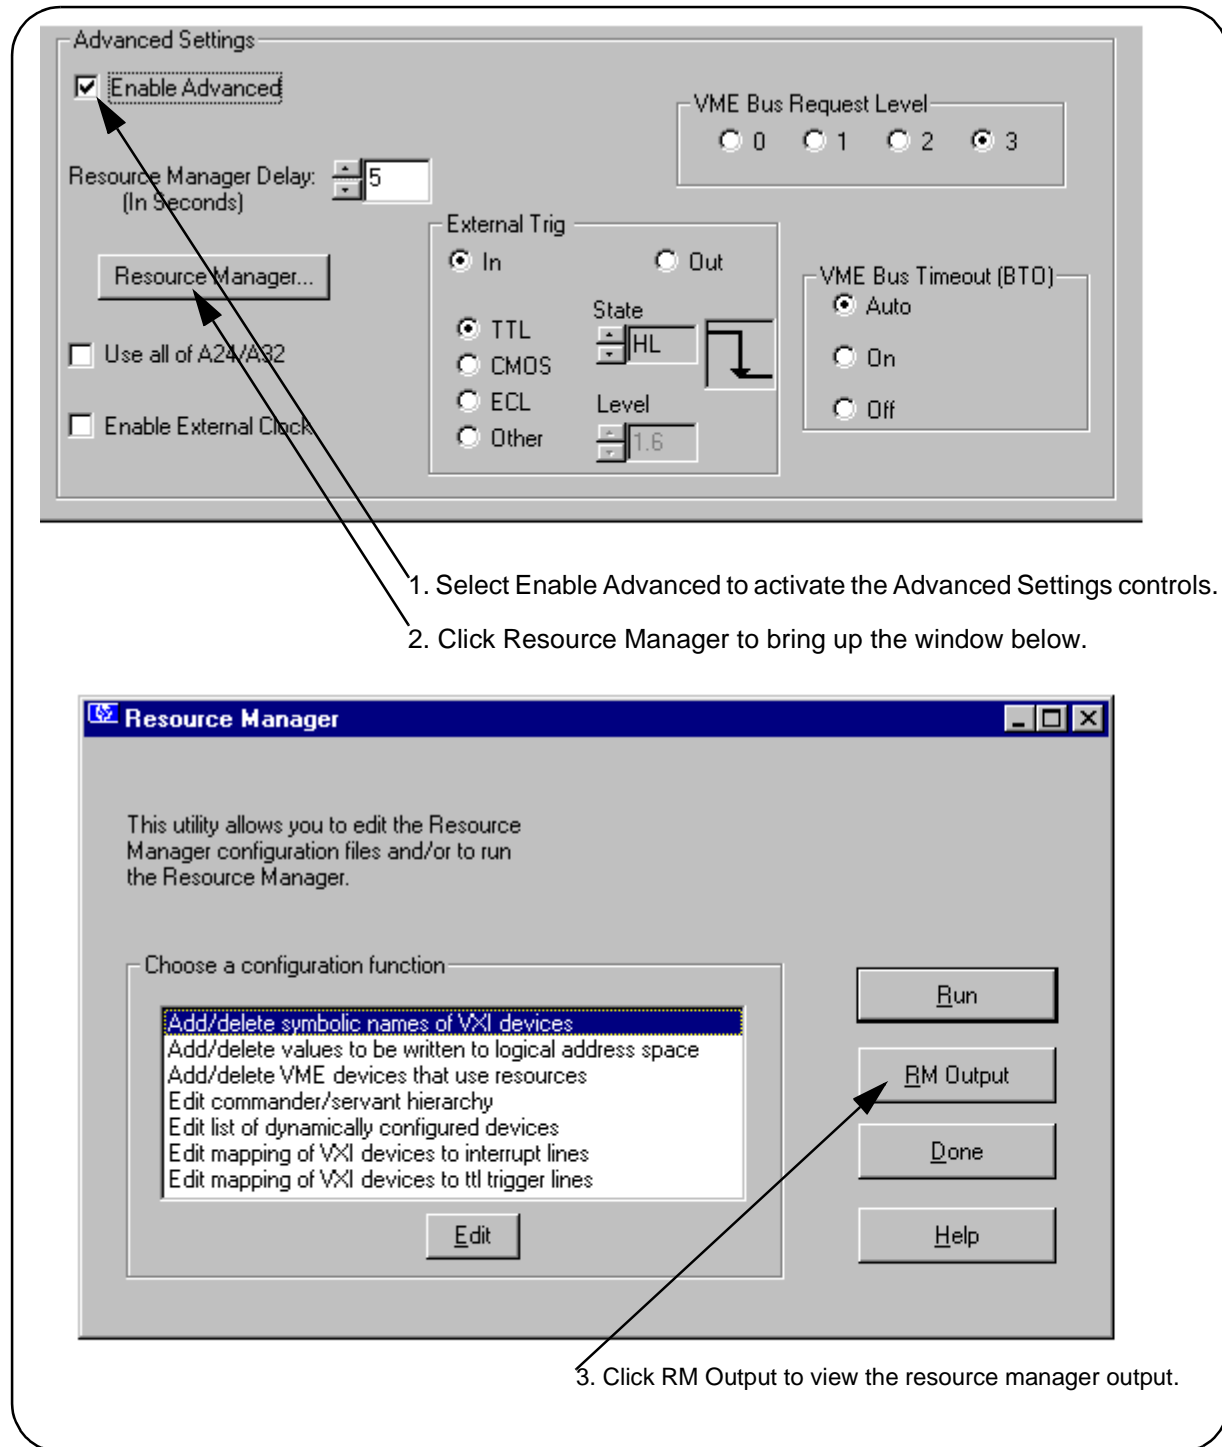 Advanced Settings
Enable Advanced
VME Bus Request Level
0 1 2 3
Resource Manager Delay: 5
(In Seconds)
External Trig
In Out
Resource Manager...
VME Bus Timeout (BTO)
Auto
State
TTL
HL
Use all of A24/A32
CMOS
On
ECL
Level
Off
Enable External Clock
Other
1.6
1. Select Enable Advanced to activate the Advanced Settings controls.
2. Click Resource Manager to bring up the window below.
Resource Manager
This utility allows you to edit the Resource
Manager configuration files and/or to run
the Resource Manager.
Choose a configuration function
Add/delete symbolic names of VXI devices
Add/delete values to be written to logical address space
Add/delete VME devices that use resources
Edit commander/servant hierarchy
Edit list of dynamically configured devices
Edit mapping of VXI devices to interrupt lines
Edit mapping of VXI devices to ttl trigger lines
Edit
Run
RM Output
Done
Help
3. Click RM Output to view the resource manager output.